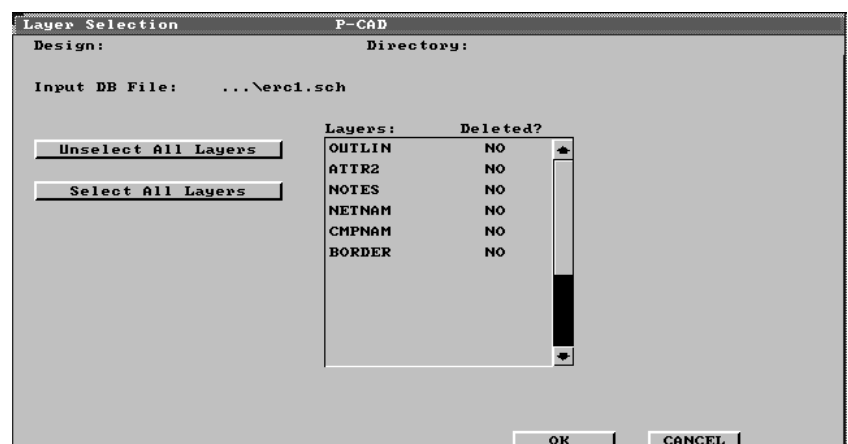 Layer Selection P-CAD
Design: Directory:
Input DB File: ...\erc1.sch
Layers: Deleted?
Unselect All Layers
Select All Layers
OUTLIN NO
ATTR2 NO
NOTES NO
NETNAM NO
CMPNAM NO
BORDER NO
OK CANCEL